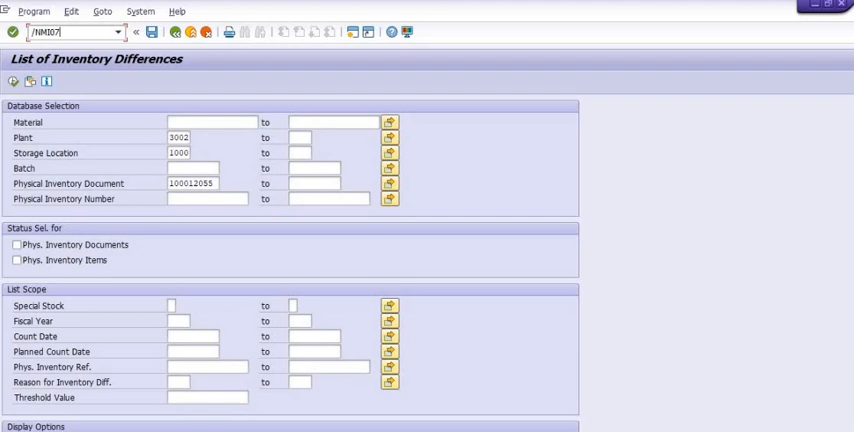 Program Edit Goto System Help
/NMI07
List of Inventory Differences
Database Selection
Material to
Plant 3002 to
Storage Location 1000 to
Batch to
Physical Inventory Document 100012055 to
Physical Inventory Number to
Status Sel. for
Phys. Inventory Documents
Phys. Inventory Items
List Scope
Special Stock to
Fiscal Year to
Count Date to
Planned Count Date to
Phys. Inventory Ref. to
Reason for Inventory Diff. to
Threshold Value
Display Options